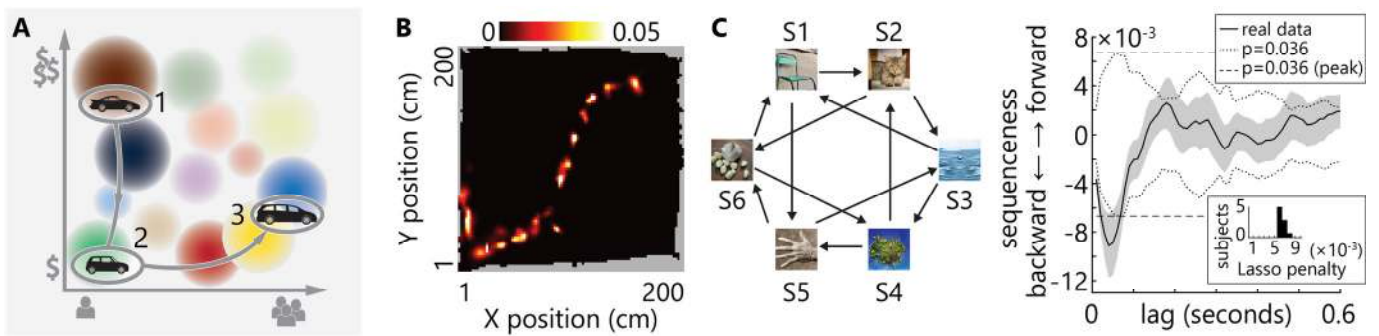 A
$$$
1
2
3
$
B
0
0.05
200
Y position (cm)
1
1
200
X position (cm)
C
S1
S2
S6
S3
S5
S4
8 ×10⁻³
4
0
-4
-8
-12
sequenceness
backward ← → forward
real data
p=0.036
p=0.036 (peak)
subjects
5
0
1 5 9 (×10⁻³)
Lasso penalty
0
lag (seconds)
0.6